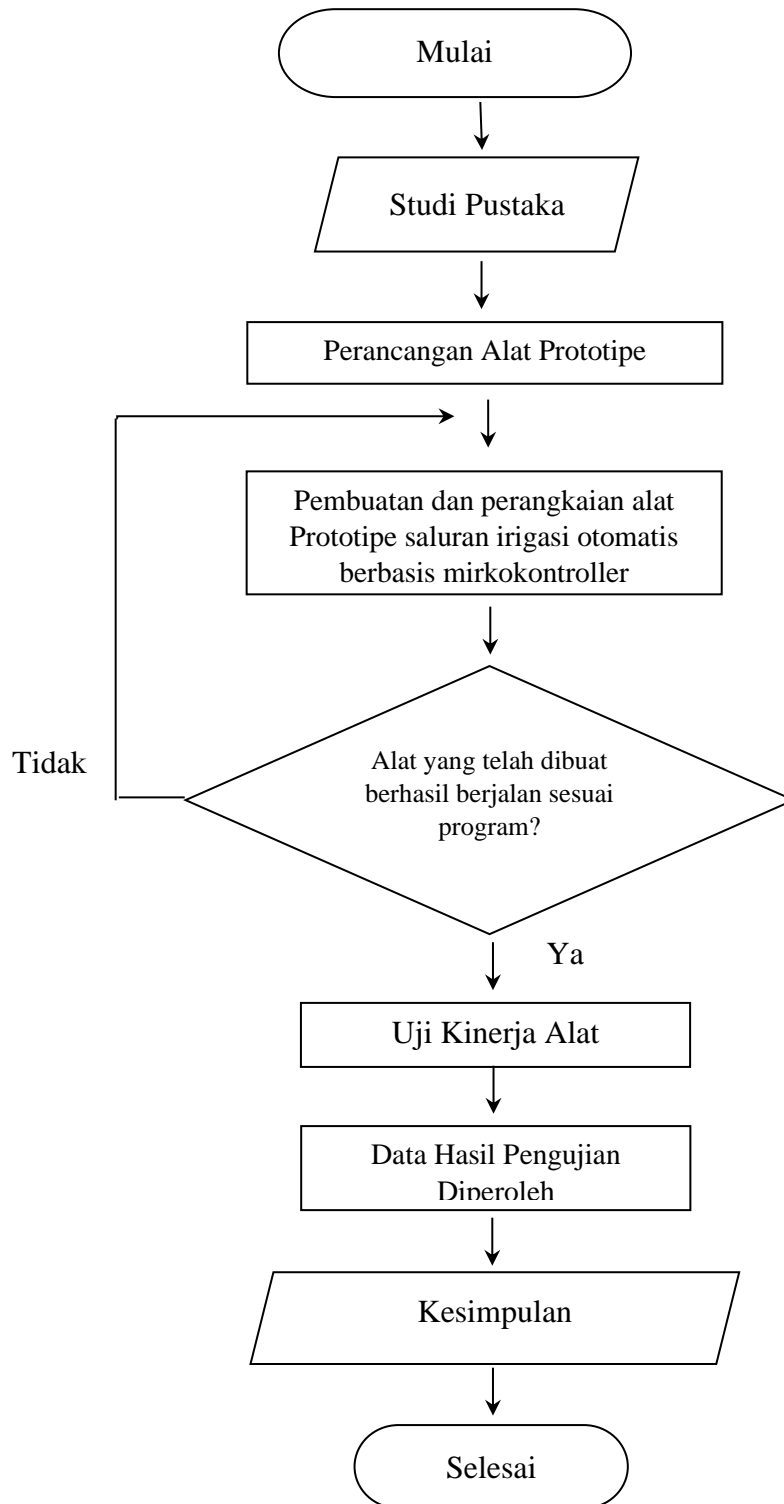 Mulai
Studi Pustaka
Perancangan Alat Prototipe
Pembuatan dan perangkaian alat
Prototipe saluran irigasi otomatis
berbasis mirkokontroller
Tidak
Alat yang telah dibuat
berhasil berjalan sesuai
program?
Ya
Uji Kinerja Alat
Data Hasil Pengujian
Diperoleh
Kesimpulan
Selesai